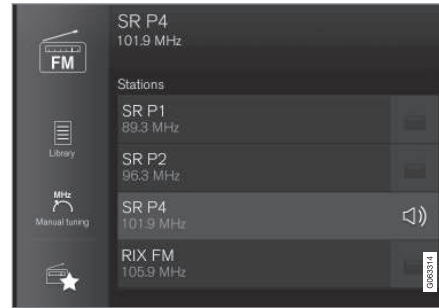 SR P4
101.9 MHz
FM
Stations
SR P1
89.3 MHz
Library
SR P2
96.3 MHz
MHz
Manual tuning
SR P4
101.9 MHz
RIX FM
105.9 MHz
G063314